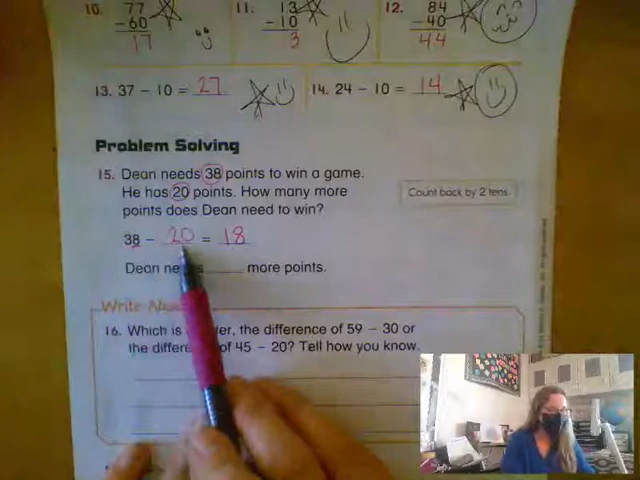 10. 77 11. 13 12. 84
-60 -10 -40
17 3 44
13. 37 - 10 = 27 14. 24 - 10 = 14
Problem Solving
15. Dean needs 38 points to win a game.
He has 20 points. How many more
points does Dean need to win?
Count back by 2 tens.
38 - 20 = 18
Dean more points.
Write
16. Which is the difference of 59 - 30 or
the of 45 - 20? Tell how you know.